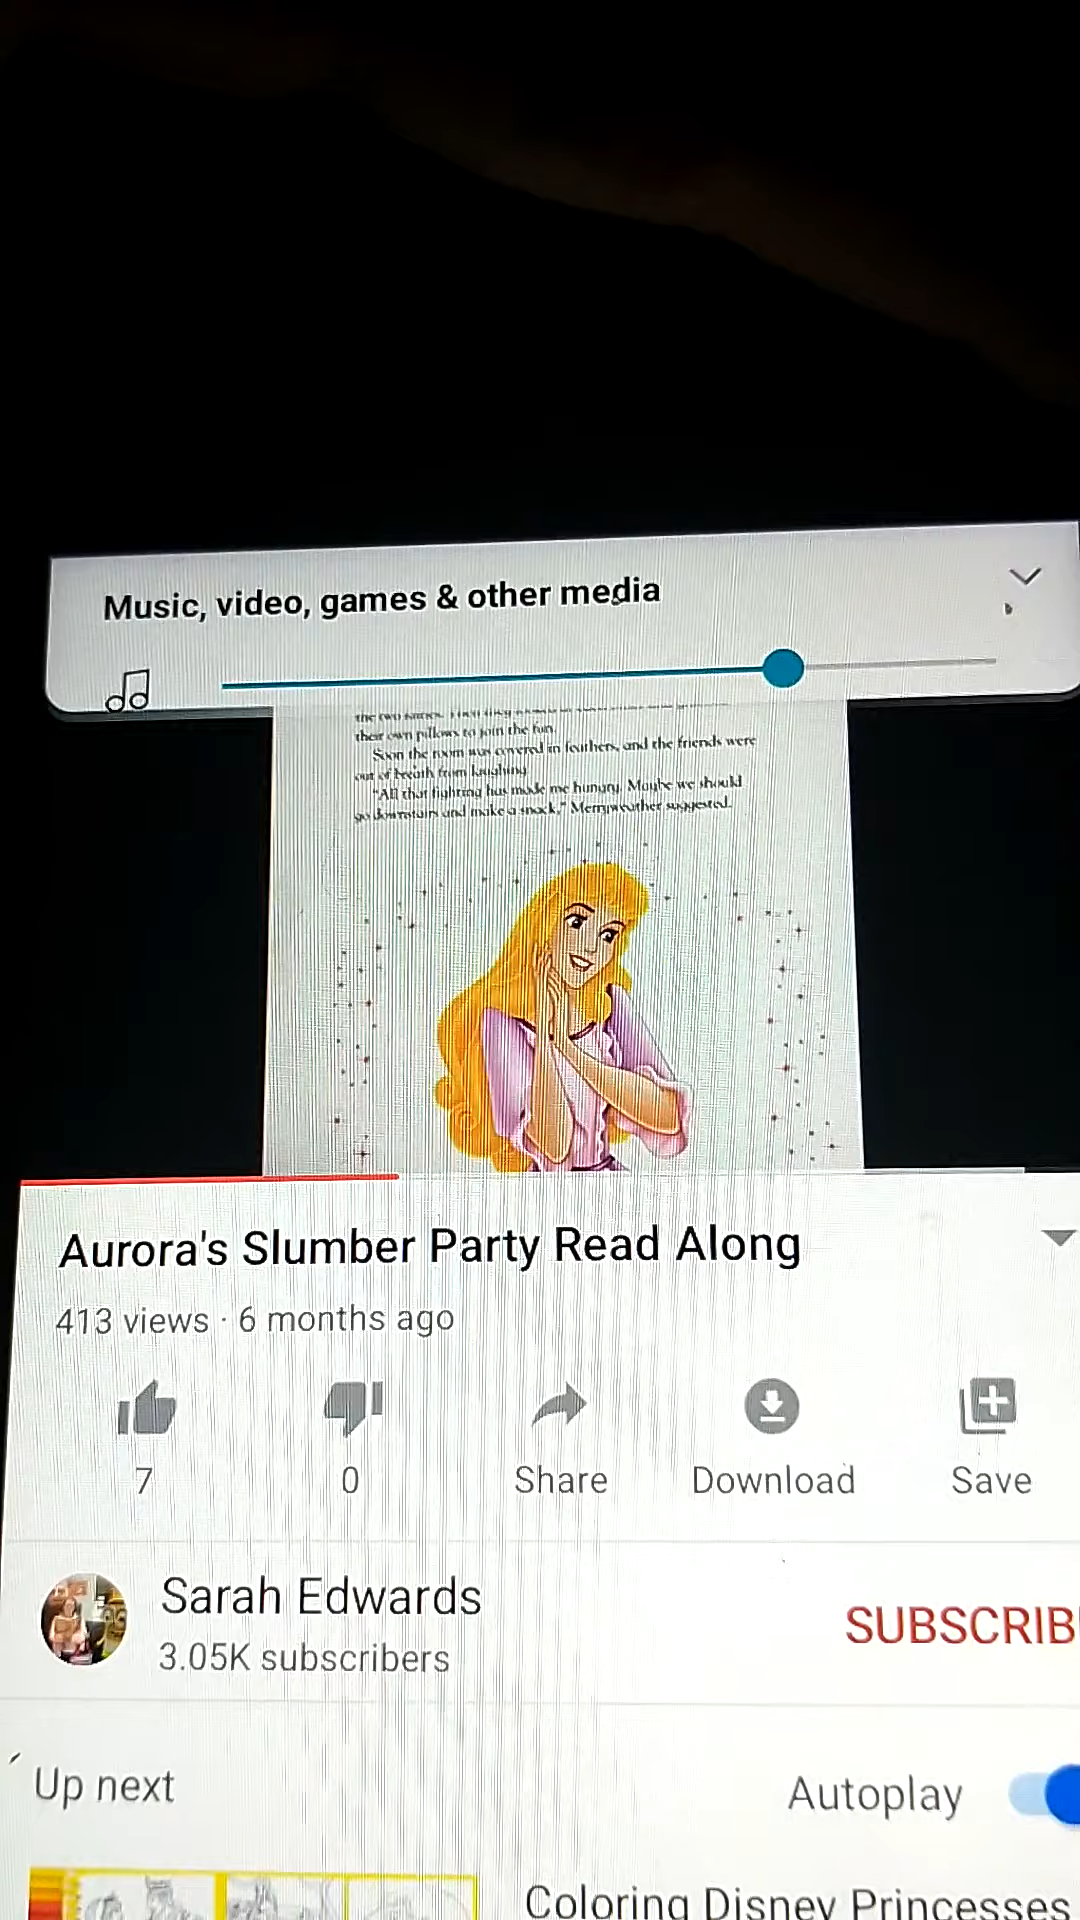 Music, video, games & other media
their own pillows to join the fun.
Soon the room was covered in feathers, and the friends were
out of breath from laughing.
"All that fighting has made me hungry. Maybe we should
go downstairs and make a snack," Merryweather suggested.
Aurora's Slumber Party Read Along
413 views · 6 months ago
7 0 Share Download Save
Sarah Edwards
SUBSCRIB
3.05K subscribers
Up next Autoplay
Coloring Disney Princesses